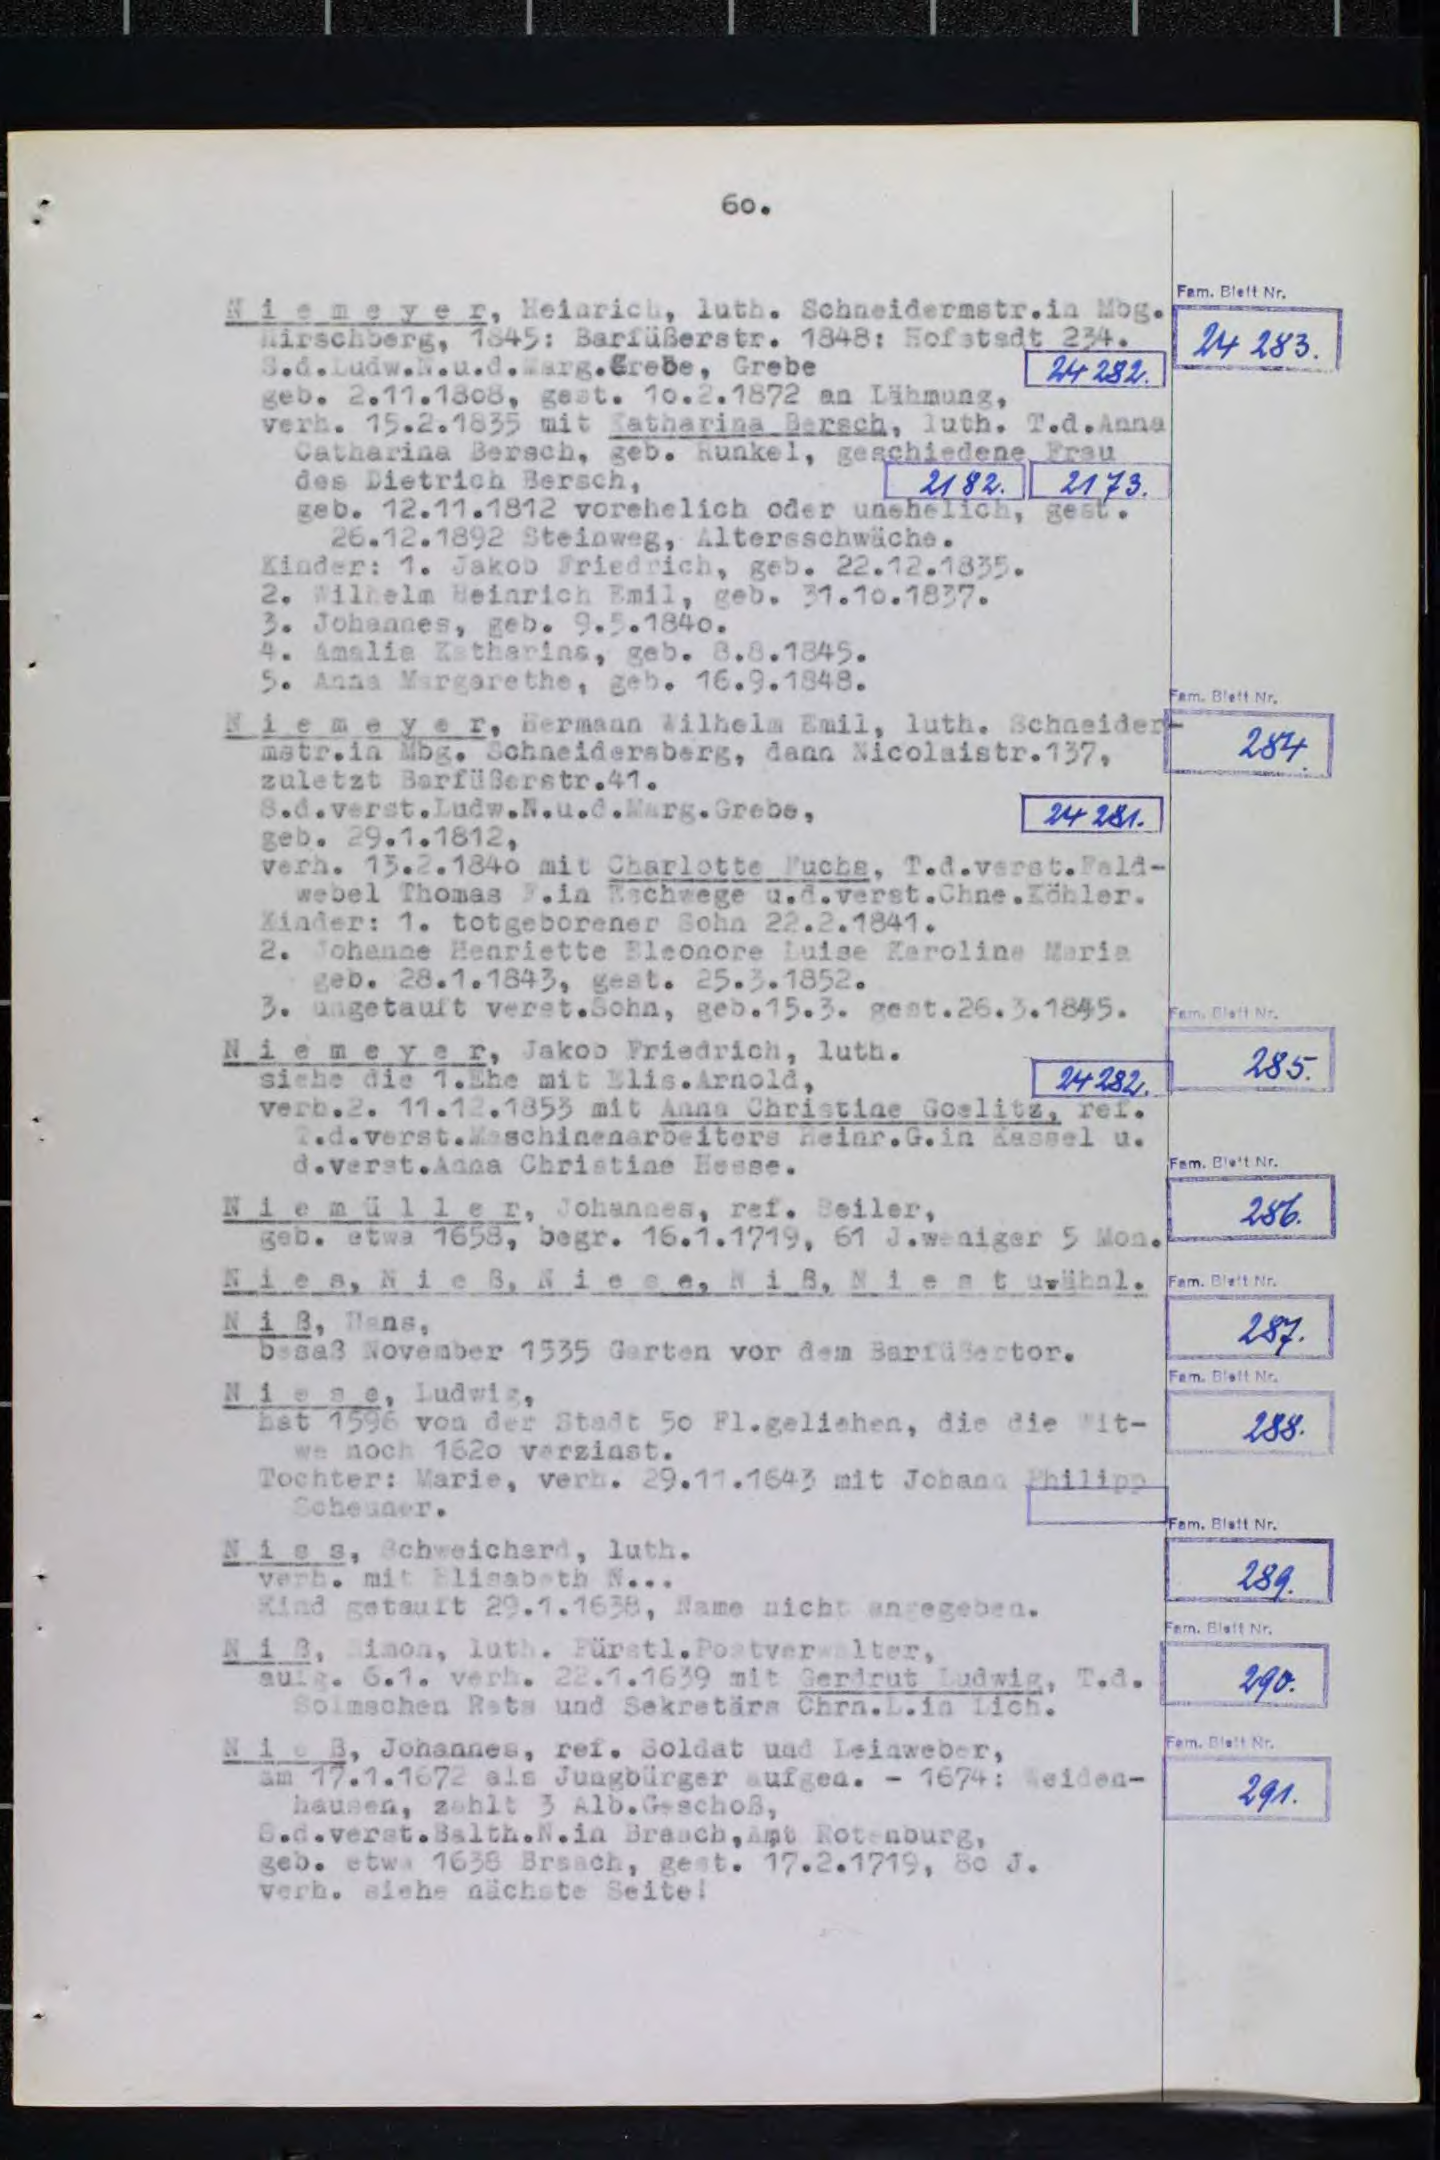 60.
Fam. Blatt Nr.
N i e m e y e r, Heinrich, luth. Schneidermstr.in Mbg.
24 283.
Hirschberg, 1845: Barfüßerstr. 1848: Hofstadt 234.
S.d.Ludw.N.u.d.Marg.Grebe, Grebe
24 282.
geb. 2.11.1808, gest. 10.2.1872 an Lähmung,
verh. 15.2.1835 mit Katharina Bersch, luth. T.d.Anna
Catharina Bersch, geb. Runkel, geschiedene Frau
des Dietrich Bersch,
2182. 2173.
geb. 12.11.1812 vorehelich oder unehelich, gest.
26.12.1892 Steinweg, Altersschwäche.
Kinder: 1. Jakob Friedrich, geb. 22.12.1835.
2. Wilhelm Heinrich Emil, geb. 31.10.1837.
3. Johannes, geb. 9.5.1840.
4. Amalie Katharina, geb. 8.8.1845.
5. Anna Margarethe, geb. 16.9.1848.
Fam. Blatt Nr.
N i e m e y e r, Hermann Wilhelm Emil, luth. Schneider-
284.
mstr.in Mbg. Schneidersberg, dann Nicolaistr.137,
zuletzt Barfüßerstr.41.
S.d.verst.Ludw.N.u.d.Marg.Grebe,
24 281.
geb. 29.1.1812,
verh. 13.2.1840 mit Charlotte Fuchs, T.d.verst.Feld-
webel Thomas F.in Eschwege u.d.verst.Chne.Köhler.
Kinder: 1. totgeborener Sohn 22.2.1841.
2. Johanne Henriette Eleonore Luise Karoline Marie
geb. 28.1.1843, gest. 25.3.1852.
3. ungetauft verst.Sohn, geb.15.3. gest.26.3.1845.
Fam. Blatt Nr.
N i e m e y e r, Jakob Friedrich, luth.
285.
siehe die 1.Ehe mit Elis.Arnold,
24 282.
verh.2. 11.12.1853 mit Anna Christine Goelitz, ref.
T.d.verst.Maschinenarbeiters Heinr.G.in Kassel u.
d.verst.Anna Christine Hesse.
Fam. Blatt Nr.
N i e m ü l l e r, Johannes, ref. Seiler,
286.
geb. etwa 1658, begr. 16.1.1719, 61 J.weniger 5 Mon.
N i e s, N i e ß, N i e s e, N i ß, N i e s t u.ähnl.
Fam. Blatt Nr.
N i ß, Hans,
287.
besaß November 1535 Garten vor dem Barfüßertor.
Fam. Blatt Nr.
N i e s e, Ludwig,
288.
hat 1596 von der Stadt 50 Fl.geliehen, die die Wit-
we noch 1620 verzinst.
Tochter: Marie, verh. 29.11.1643 mit Johann Philipp
Scheuner.
Fam. Blatt Nr.
N i s s, Schweichard, luth.
289.
verh. mit Elisabeth N...
Kind getauft 29.1.1638, Name nicht angegeben.
Fam. Blatt Nr.
N i ß, Simon, luth. Fürstl.Postverwalter,
290.
aufg. 6.1. verh. 22.1.1639 mit Gerdrut Ludwig, T.d.
Solmschen Rats und Sekretärs Chrn.L.in Lich.
Fam. Blatt Nr.
N i e ß, Johannes, ref. Soldat und Leinweber,
291.
am 17.1.1672 als Jungbürger aufgen. - 1674: Weiden-
hausen, zahlt 3 Alb.Geschoß,
S.d.verst.Balth.N.in Braach,Amt Rotenburg,
geb. etwa 1638 Braach, gest. 17.2.1719, 80 J.
verh. siehe nächste Seite!